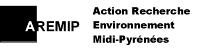 AREMIP
Action Recherche
Environnement
Midi-Pyrénées